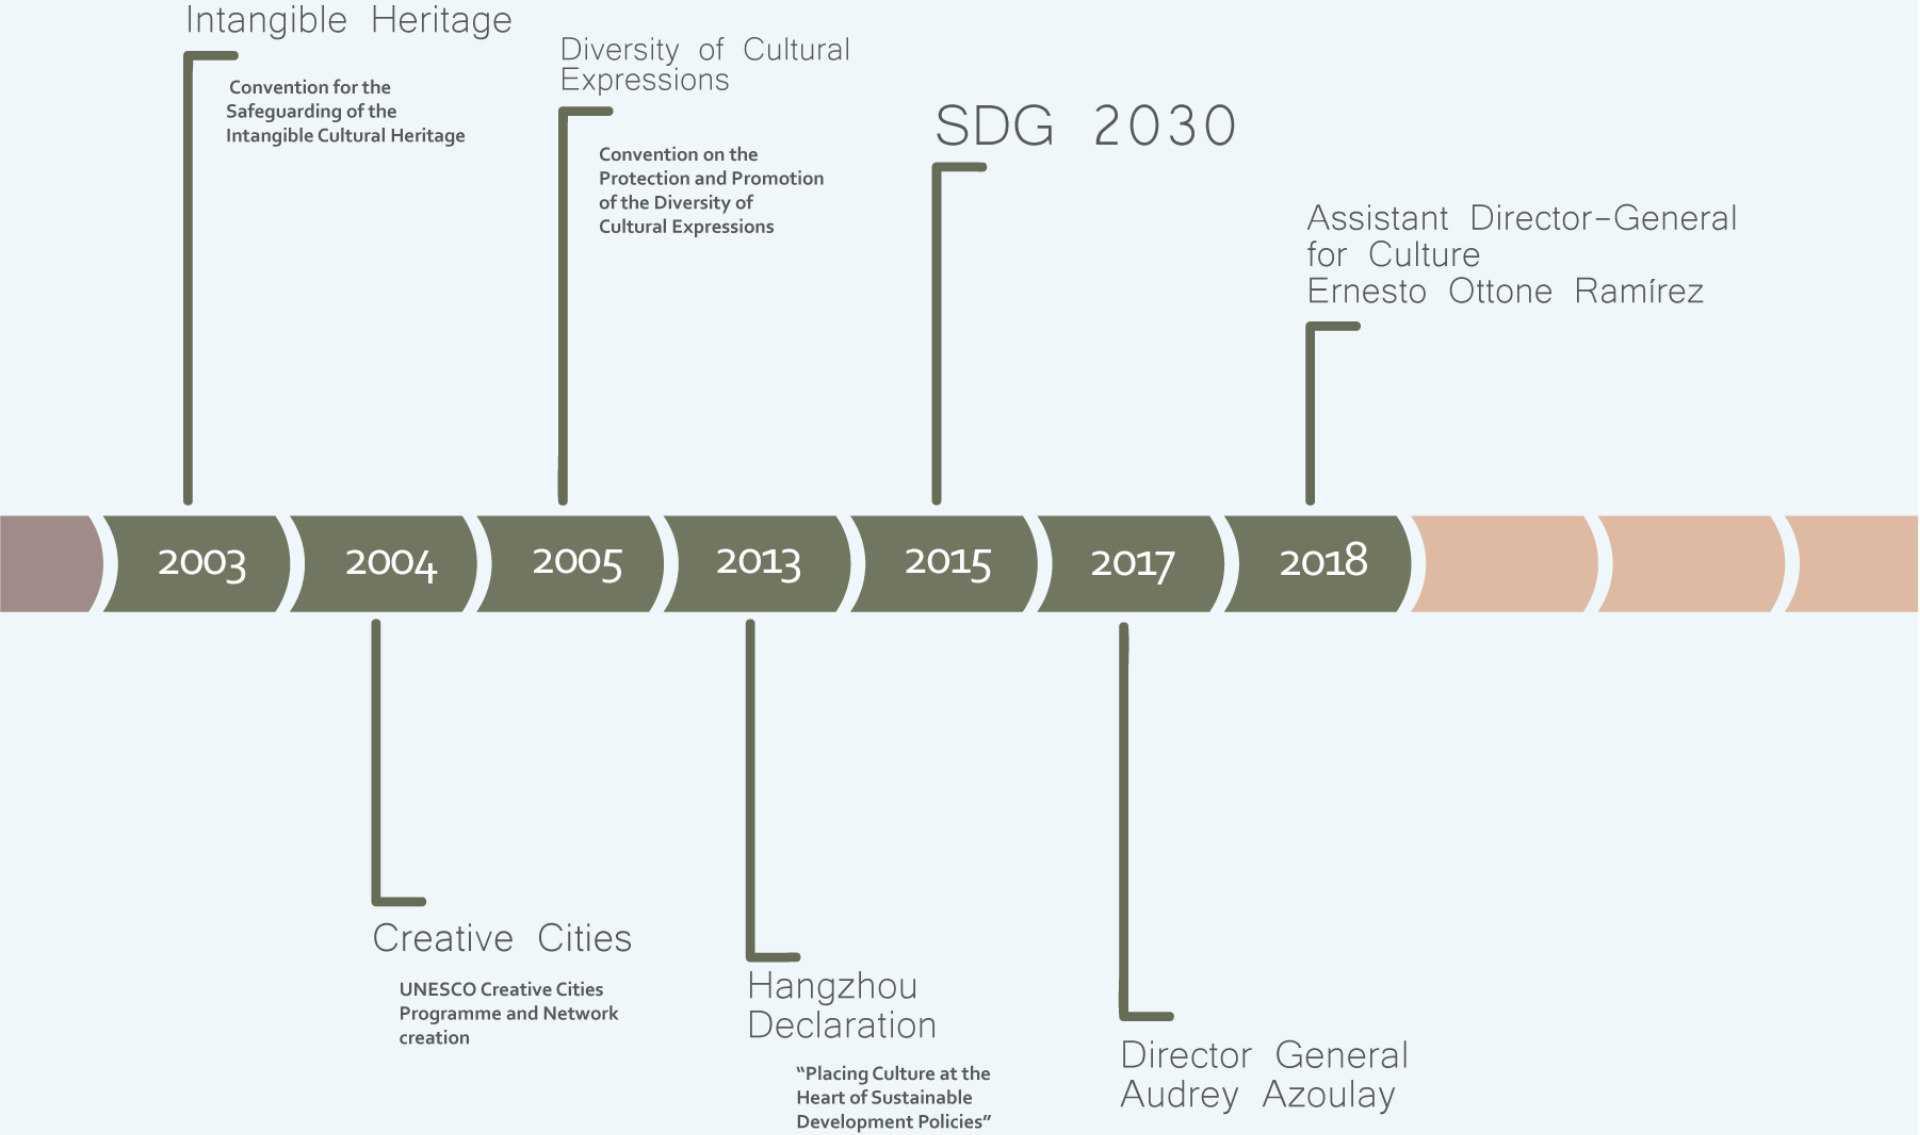 Intangible Heritage
Convention for the
Safeguarding of the
Intangible Cultural Heritage
Diversity of Cultural
Expressions
Convention on the
Protection and Promotion
of the Diversity of
Cultural Expressions
SDG 2030
Assistant Director-General
for Culture
Ernesto Ottone Ramírez
2003 2004 2005 2013 2015 2017 2018
Creative Cities
UNESCO Creative Cities
Programme and Network
creation
Hangzhou
Declaration
“Placing Culture at the
Heart of Sustainable
Development Policies”
Director General
Audrey Azoulay